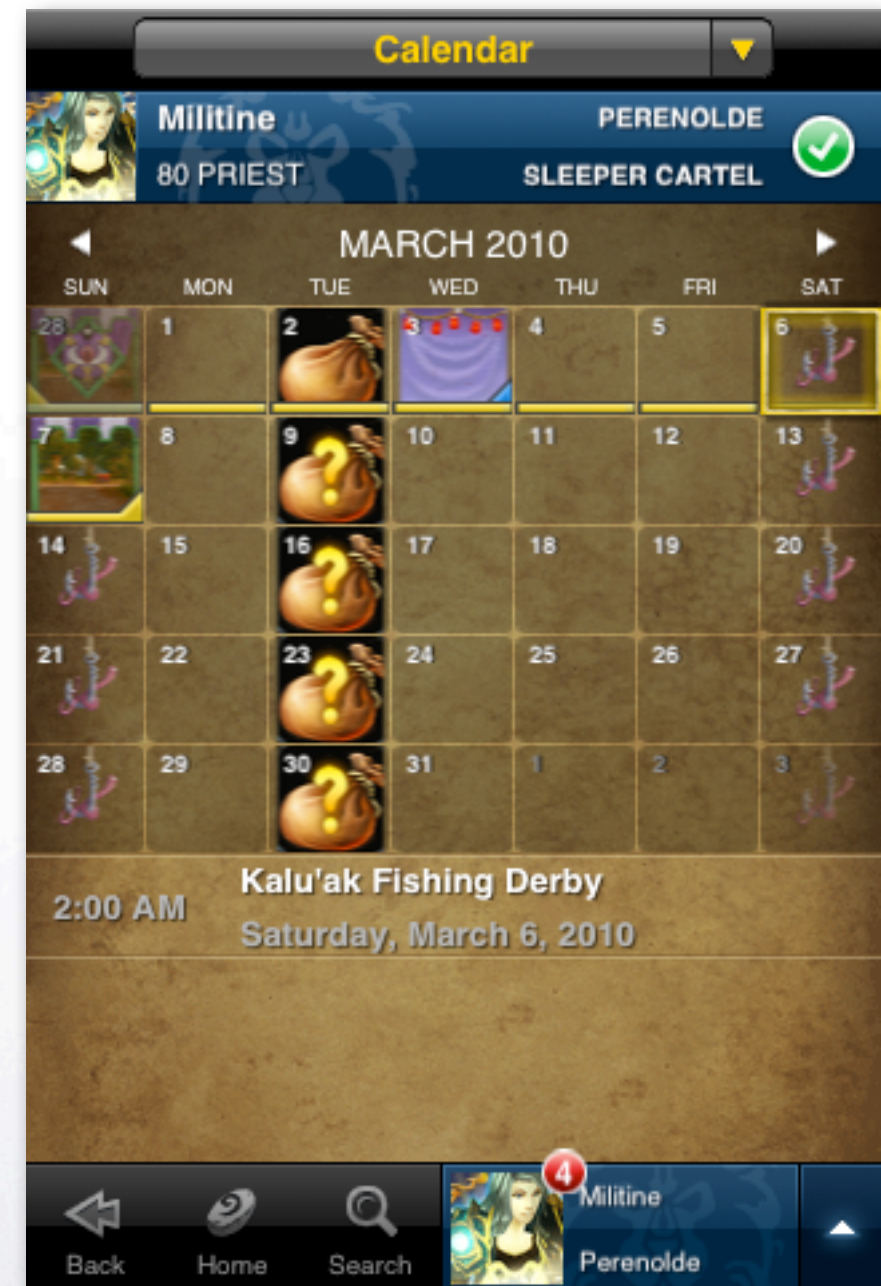 Calendar
Militine PERENOLDE
80 PRIEST SLEEPER CARTEL
MARCH 2010
SUN MON TUE WED THU FRI SAT
28 1 2 3 4 5 6
7 8 9 10 11 12 13
14 15 16 17 18 19 20
21 22 23 24 25 26 27
28 29 30 31 1 2 3
2:00 AM Kalu'ak Fishing Derby
Saturday, March 6, 2010
4
Militine
Perenolde
Back Home Search